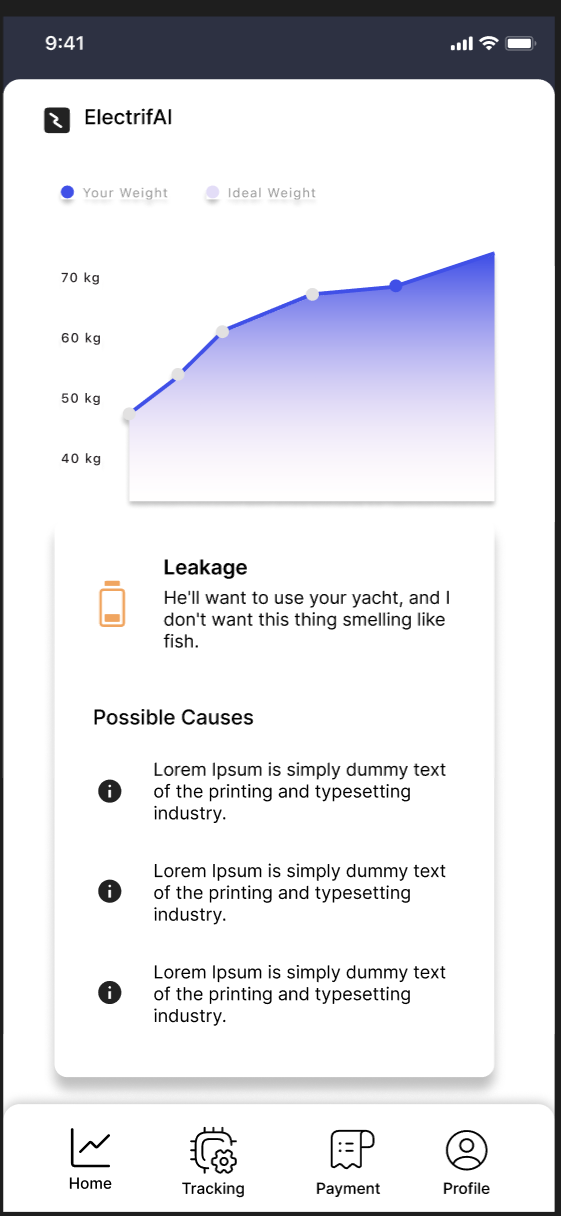 9:41
ElectrifAI
Your Weight
Ideal Weight
70 kg
60 kg
50 kg
40 kg
Leakage
He'll want to use your yacht, and I
don't want this thing smelling like
fish.
Possible Causes
Lorem Ipsum is simply dummy text
of the printing and typesetting
industry.
Lorem Ipsum is simply dummy text
of the printing and typesetting
industry.
Lorem Ipsum is simply dummy text
of the printing and typesetting
industry.
Home
Tracking
Payment
Profile